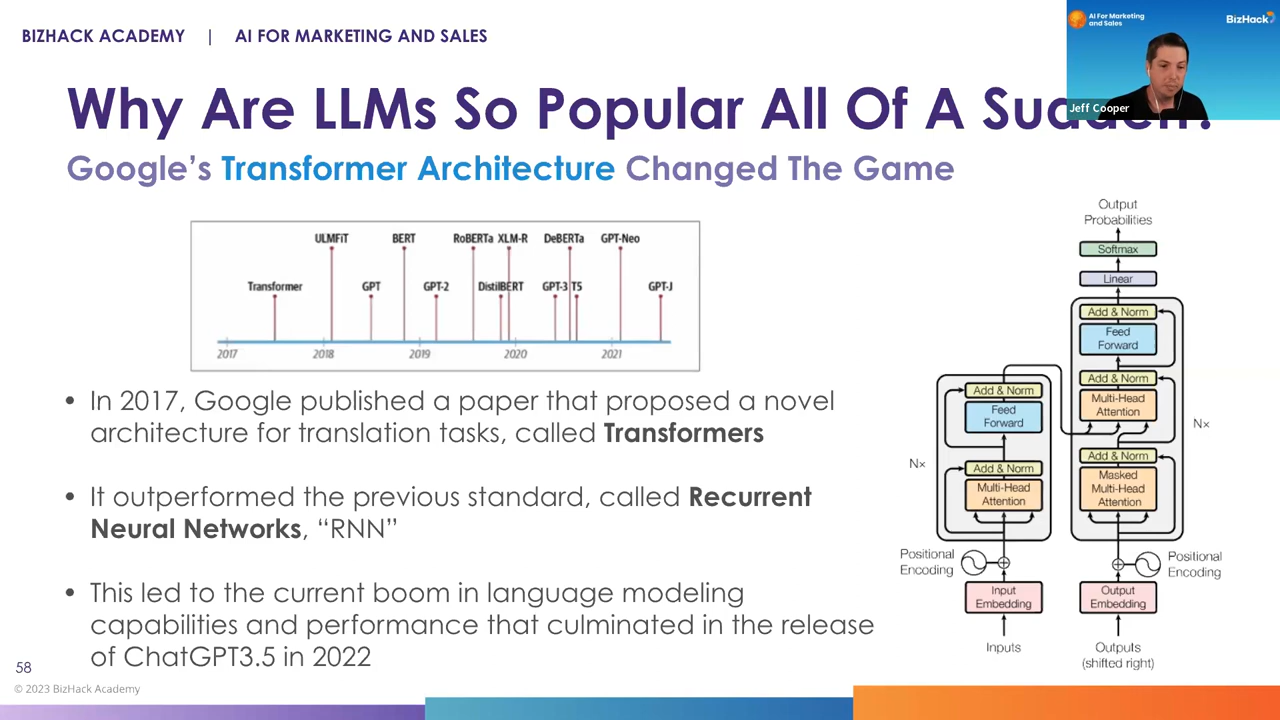 BIZHACK ACADEMY | AI FOR MARKETING AND SALES
AI For Marketing
and Sales
BizHack
Jeff Cooper
Why Are LLMs So Popular All Of A
Google's Transformer Architecture Changed The Game
ULMFiT BERT RoBERTa XLM-R DeBERTa GPT-Neo
Transformer GPT GPT-2 DistilBERT GPT-3 T5 GPT-J
2017 2018 2019 2020 2021
• In 2017, Google published a paper that proposed a novel
architecture for translation tasks, called Transformers
• It outperformed the previous standard, called Recurrent
Neural Networks, “RNN”
• This led to the current boom in language modeling
capabilities and performance that culminated in the release
of ChatGPT3.5 in 2022
Output
Probabilities
Softmax
Linear
Add & Norm
Feed
Forward
Add & Norm
Multi-Head
Attention
Add & Norm
Masked
Multi-Head
Attention
Nx
Add & Norm
Feed
Forward
Add & Norm
Multi-Head
Attention
Nx
Positional
Encoding
Positional
Encoding
Input
Embedding
Output
Embedding
Inputs
Outputs
(shifted right)
58
© 2023 BizHack Academy